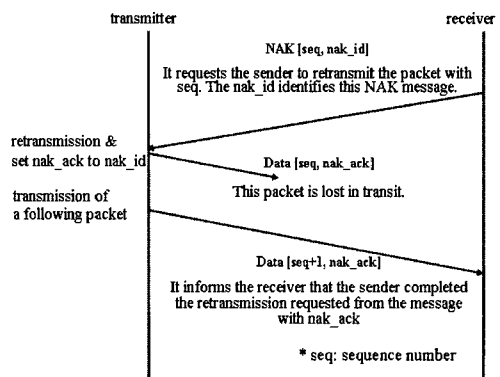 transmitter
receiver
NAK [seq, nak_id]
It requests the sender to retransmit the packet with
seq. The nak_id identifies this NAK message.
retransmission &
set nak_ack to nak_id
Data [seq, nak_ack]
This packet is lost in transit.
transmission of
a following packet
Data [seq+1, nak_ack]
It informs the receiver that the sender completed
the retransmission requested from the message
with nak_ack
* seq: sequence number